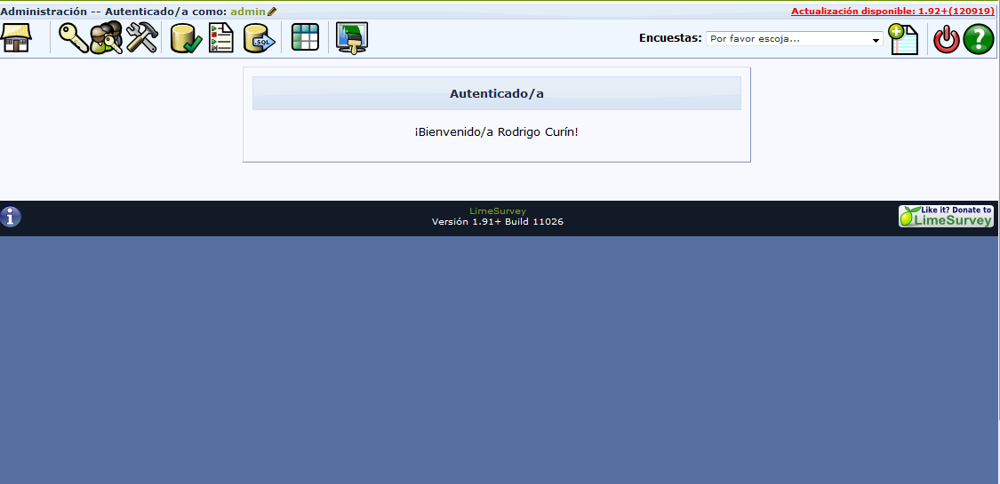 Administración -- Autenticado/a como: admin
Actualización disponible: 1.92+(120919)
SQL
Encuestas: Por favor escoja...
?
Autenticado/a
¡Bienvenido/a Rodrigo Curín!
i
LimeSurvey
Versión 1.91+ Build 11026
Like it? Donate to
LimeSurvey